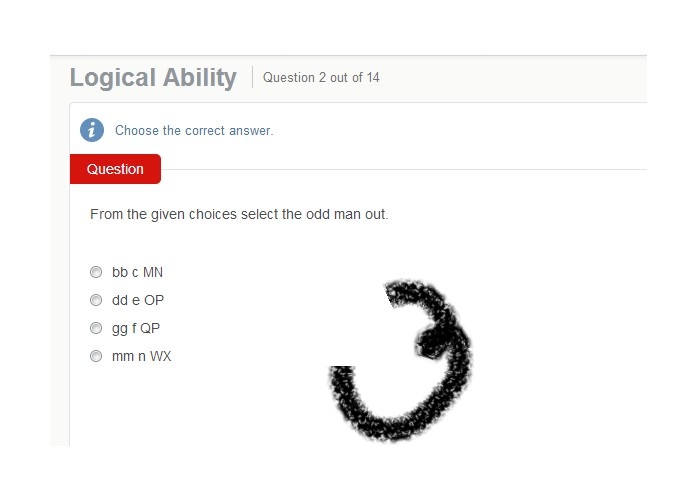 Logical Ability Question 2 out of 14
i Choose the correct answer.
Question
From the given choices select the odd man out.
bb c MN
dd e OP
gg f QP
mm n WX
3